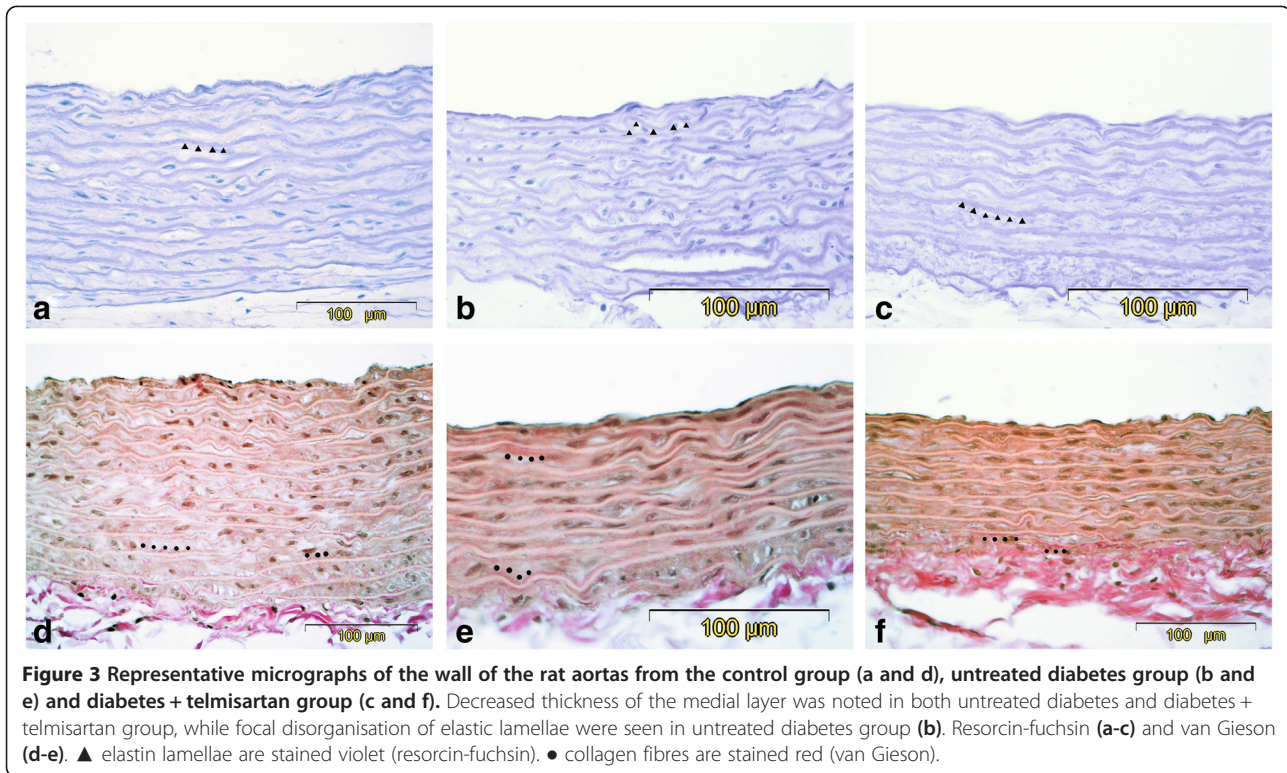 a
100 µm
b
100 µm
c
100 µm
d
100 µm
e
100 µm
f
100 µm
Figure 3 Representative micrographs of the wall of the rat aortas from the control group (a and d), untreated diabetes group (b and
e) and diabetes + telmisartan group (c and f). Decreased thickness of the medial layer was noted in both untreated diabetes and diabetes +
telmisartan group, while focal disorganisation of elastic lamellae were seen in untreated diabetes group (b). Resorcin-fuchsin (a-c) and van Gieson
(d-e). ▲ elastin lamellae are stained violet (resorcin-fuchsin). ● collagen fibres are stained red (van Gieson).